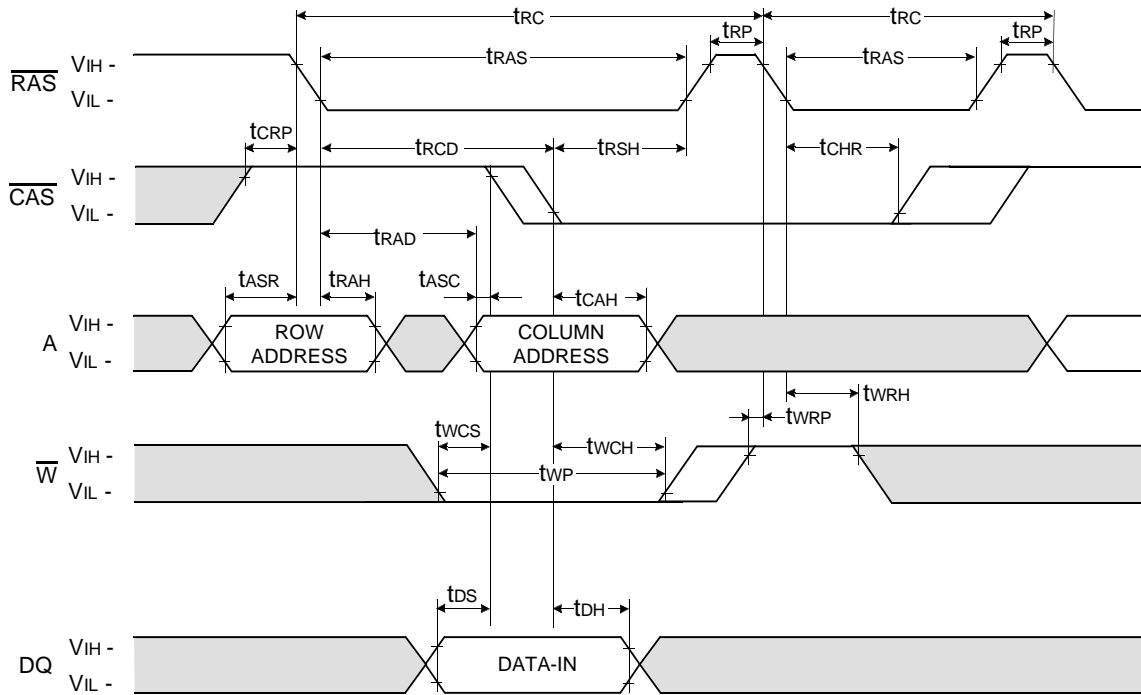 tRC tRC
tRP tRP
RAS VIH - tRAS tRAS
VIL -
tCRP tRCD tRSH tCHR
CAS VIH -
VIL -
tRAD
tASR tRAH tASC tCAH
A VIH - ROW ADDRESS COLUMN ADDRESS
VIL -
tWRH
tWRP
tWCS tWCH
W VIH - tWP
VIL -
tDS tDH
DQ VIH - DATA-IN
VIL -